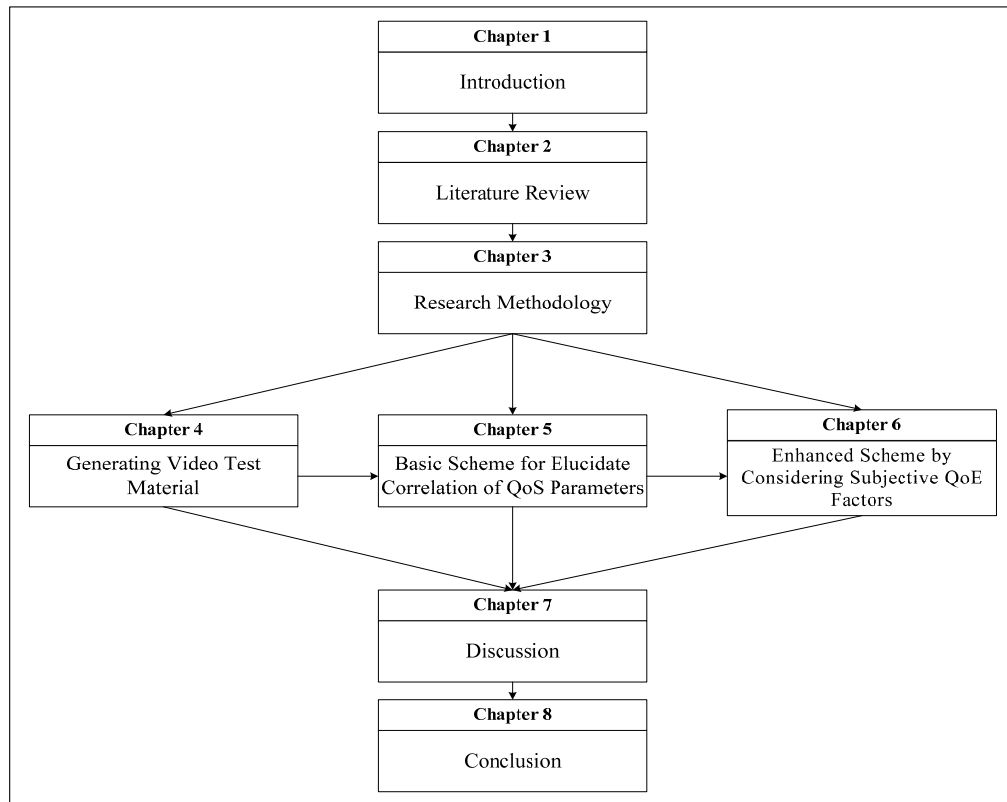 Chapter 1
Introduction
Chapter 2
Literature Review
Chapter 3
Research Methodology
Chapter 4
Generating Video Test
Material
Chapter 5
Basic Scheme for Elucidate
Correlation of QoS Parameters
Chapter 6
Enhanced Scheme by
Considering Subjective QoE
Factors
Chapter 7
Discussion
Chapter 8
Conclusion